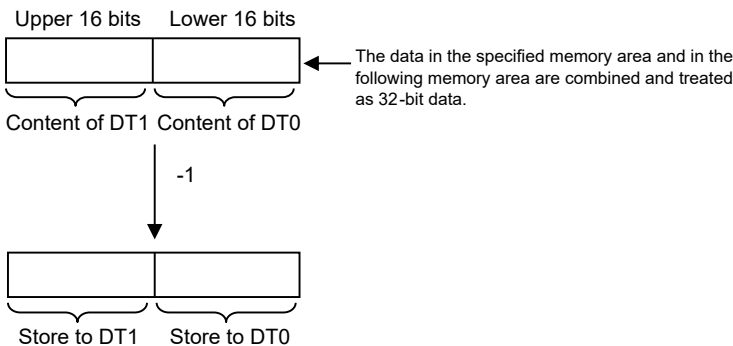 Upper 16 bits Lower 16 bits
The data in the specified memory area and in the
following memory area are combined and treated
as 32-bit data.
Content of DT1 Content of DT0
-1
Store to DT1 Store to DT0